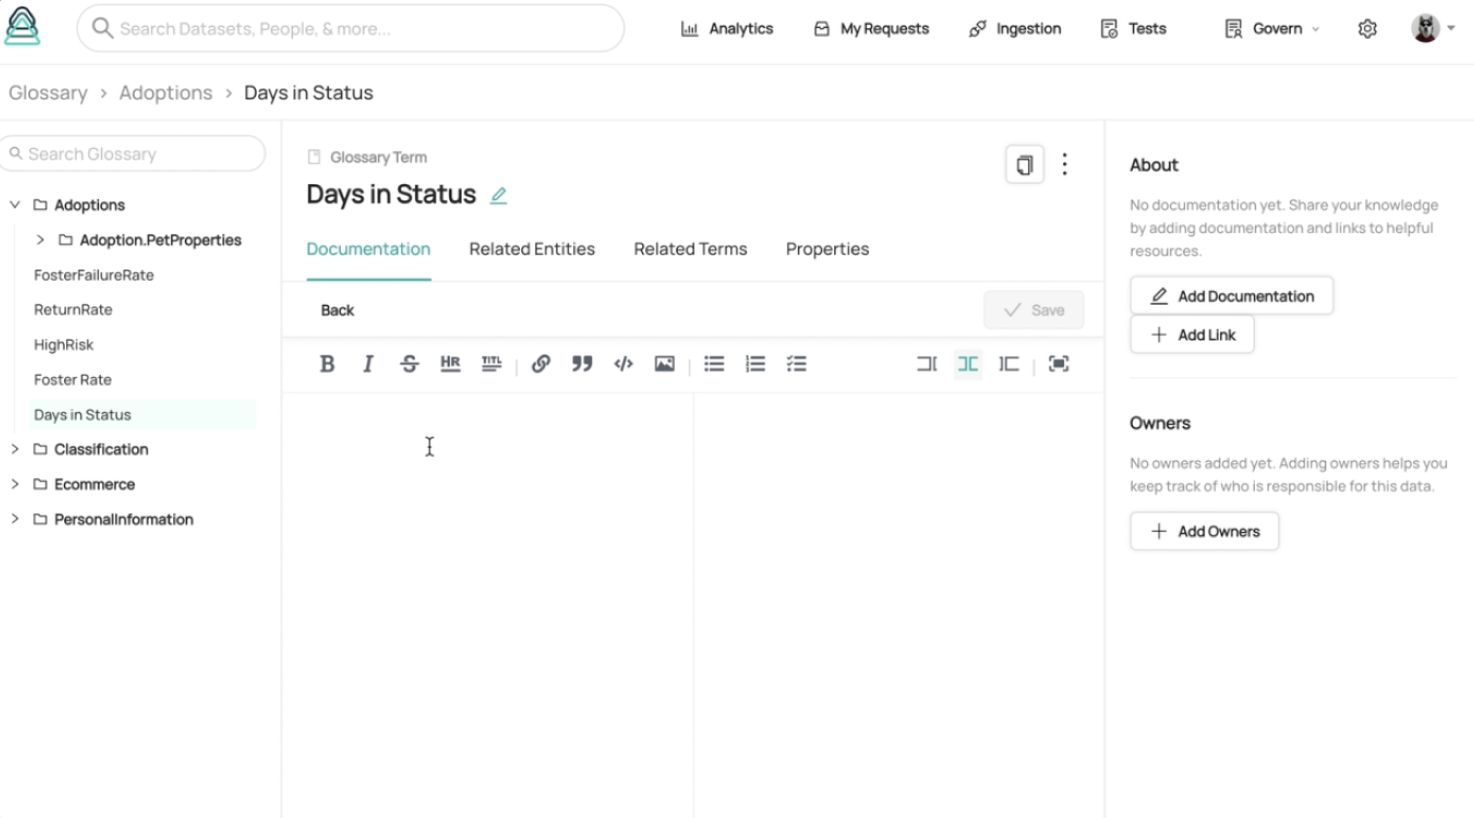 Search Datasets, People, & more...
Analytics
My Requests
Ingestion
Tests
Govern
Glossary > Adoptions > Days in Status
Search Glossary
Adoptions
Adoption.PetProperties
FosterFailureRate
ReturnRate
HighRisk
Foster Rate
Days in Status
Classification
Ecommerce
PersonalInformation
Glossary Term
Days in Status
Documentation
Related Entities
Related Terms
Properties
Back
Save
B I S HR TITL
About
No documentation yet. Share your knowledge
by adding documentation and links to helpful
resources.
Add Documentation
Add Link
Owners
No owners added yet. Adding owners helps you
keep track of who is responsible for this data.
Add Owners